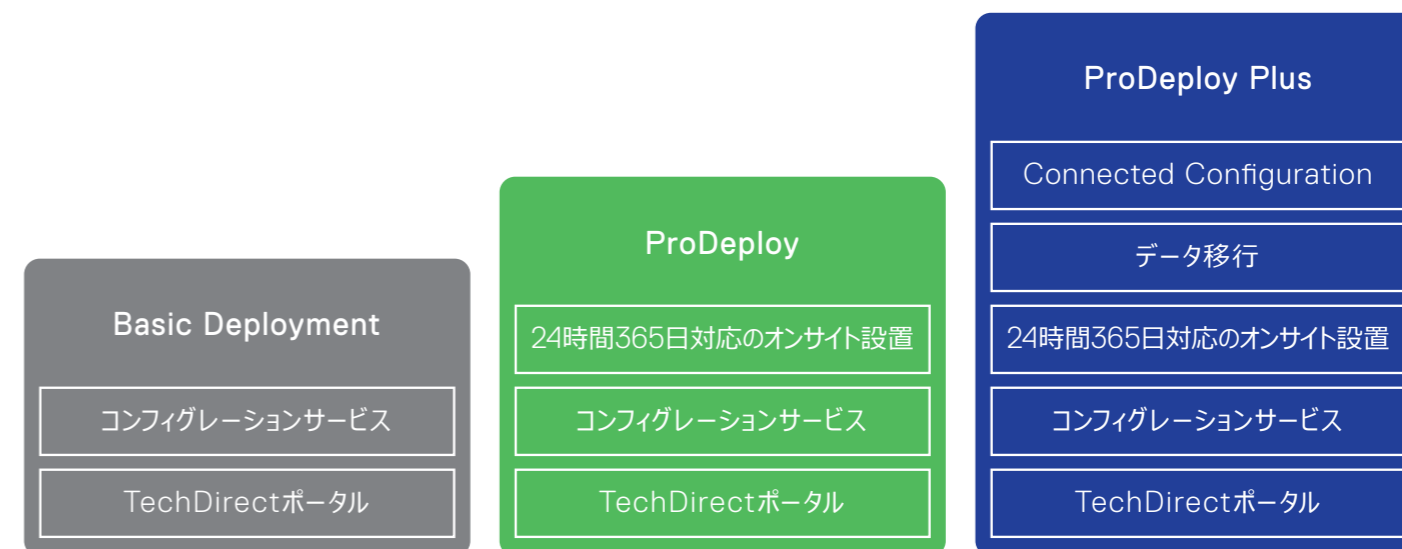 Basic Deployment
コンフィグレーションサービス
TechDirectポータル
ProDeploy
24時間365日対応のオンサイト設置
コンフィグレーションサービス
TechDirectポータル
ProDeploy Plus
Connected Configuration
データ移行
24時間365日対応のオンサイト設置
コンフィグレーションサービス
TechDirectポータル